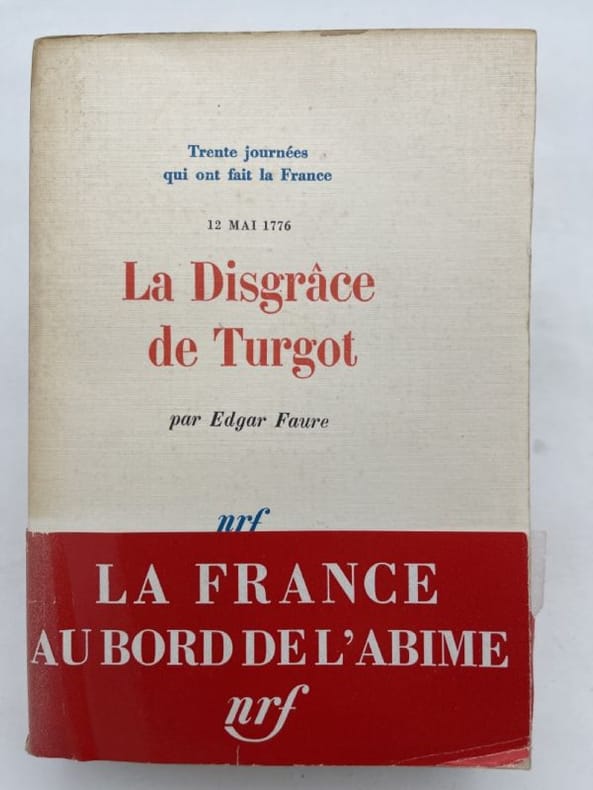 Trente journées
qui ont fait la France
12 MAI 1776
La Disgrâce
de Turgot
par Edgar Faure
nrf
LA FRANCE
AU BORD DE L'ABIME
nrf